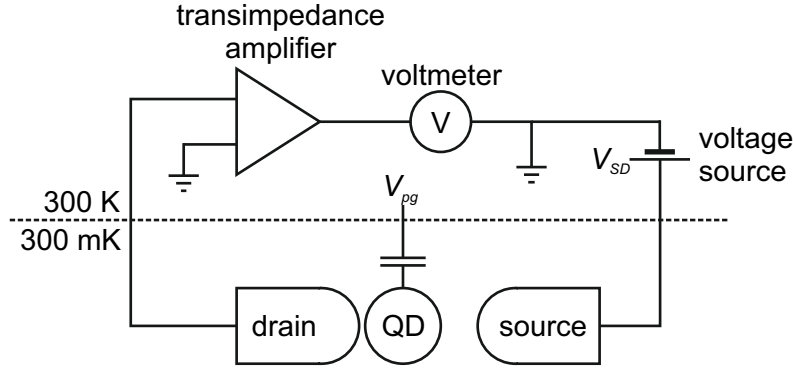 transimpedance
amplifier
voltmeter
V
voltage
source
V_SD
V_pg
300 K
300 mK
drain
QD
source